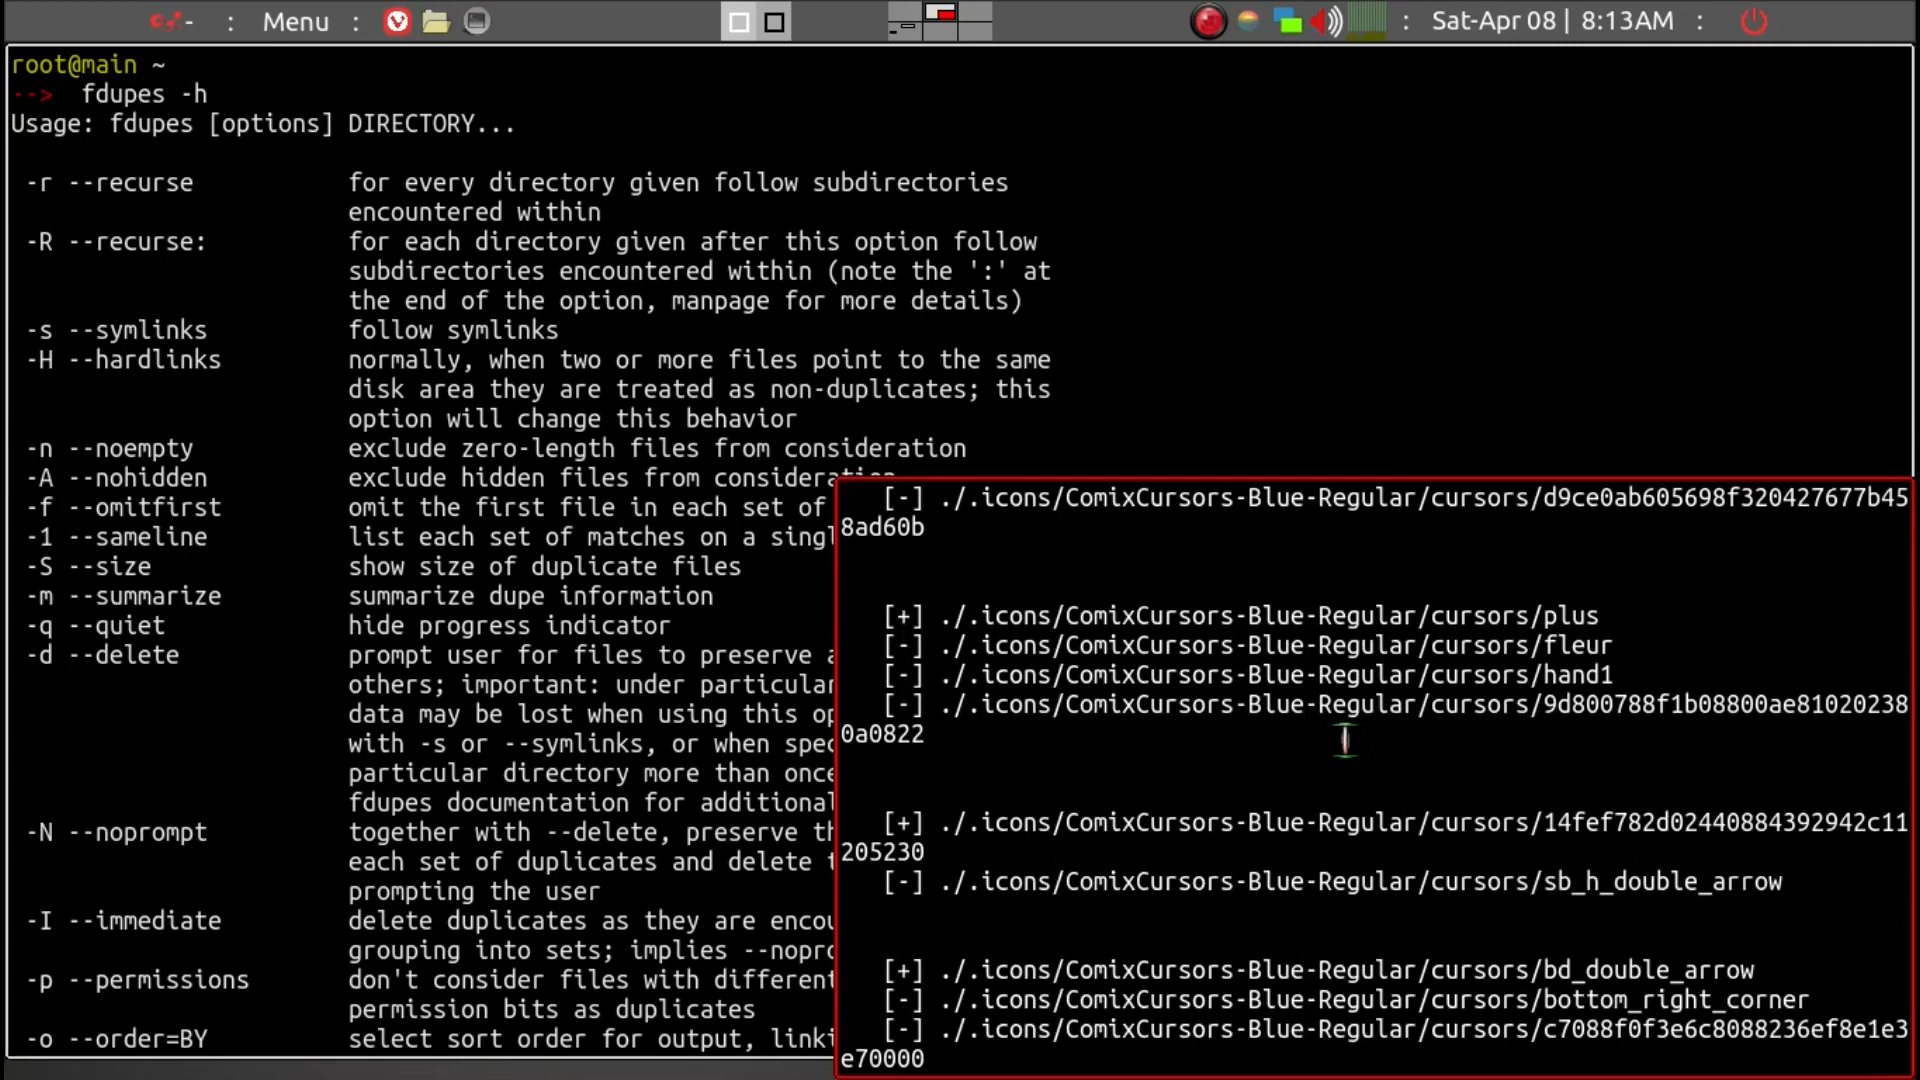 : Menu :
: Sat-Apr 08 | 8:13AM :
root@main ~
--> fdupes -h
Usage: fdupes [options] DIRECTORY...
-r --recurse for every directory given follow subdirectories
encountered within
-R --recurse: for each directory given after this option follow
subdirectories encountered within (note the ':' at
the end of the option, manpage for more details)
-s --symlinks follow symlinks
-H --hardlinks normally, when two or more files point to the same
disk area they are treated as non-duplicates; this
option will change this behavior
-n --noempty exclude zero-length files from consideration
-A --nohidden exclude hidden files from consideration
-f --omitfirst omit the first file in each set of
-1 --sameline list each set of matches on a singl
-S --size show size of duplicate files
-m --summarize summarize dupe information
-q --quiet hide progress indicator
-d --delete prompt user for files to preserve a
others; important: under particular
data may be lost when using this op
with -s or --symlinks, or when spec
particular directory more than once
fdupes documentation for additional
-N --noprompt together with --delete, preserve th
each set of duplicates and delete t
prompting the user
-I --immediate delete duplicates as they are encou
grouping into sets; implies --nopro
-p --permissions don't consider files with different
permission bits as duplicates
-o --order=BY select sort order for output, linki
[-] ./.icons/ComixCursors-Blue-Regular/cursors/d9ce0ab605698f320427677b45
8ad60b
[+] ./.icons/ComixCursors-Blue-Regular/cursors/plus
[-] ./.icons/ComixCursors-Blue-Regular/cursors/fleur
[-] ./.icons/ComixCursors-Blue-Regular/cursors/hand1
[-] ./.icons/ComixCursors-Blue-Regular/cursors/9d800788f1b08800ae81020238
0a0822
[+] ./.icons/ComixCursors-Blue-Regular/cursors/14fef782d02440884392942c11
205230
[-] ./.icons/ComixCursors-Blue-Regular/cursors/sb_h_double_arrow
[+] ./.icons/ComixCursors-Blue-Regular/cursors/bd_double_arrow
[-] ./.icons/ComixCursors-Blue-Regular/cursors/bottom_right_corner
[-] ./.icons/ComixCursors-Blue-Regular/cursors/c7088f0f3e6c8088236ef8e1e3
e70000